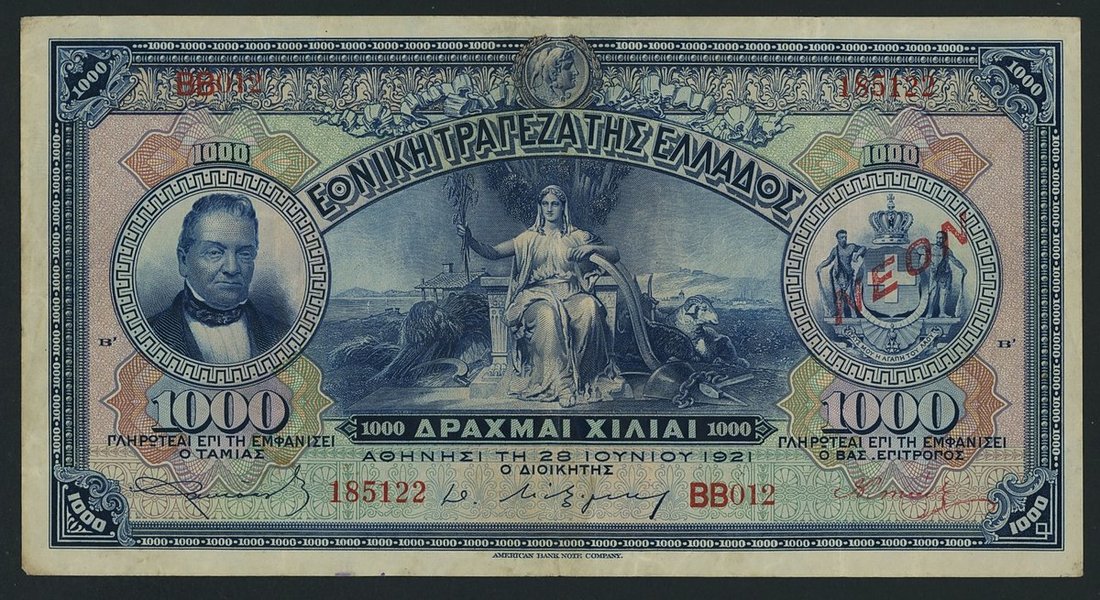 1000
1000
BB012
185122
ΕΘΝΙΚΗ ΤΡΑΠΕΖΑ ΤΗΣ ΕΛΛΑΔΟΣ
1000
1000
ΝΕΟΝ
Β'
Β'
1000
1000
1000 ΔΡΑΧΜΑΙ ΧΙΛΙΑΙ 1000
ΠΛΗΡΩΤΕΑΙ ΕΠΙ ΤΗ ΕΜΦΑΝΙΣΕΙ
ΠΛΗΡΩΤΕΑΙ ΕΠΙ ΤΗ ΕΜΦΑΝΙΣΕΙ
Ο ΤΑΜΙΑΣ
ΑΘΗΝΗΣΙ ΤΗ 28 ΙΟΥΝΙΟΥ 1921
Ο ΒΑΣ. ΕΠΙΤΡΟΠΟΣ
Ο ΔΙΟΙΚΗΤΗΣ
185122
BB012
1000
1000
AMERICAN BANK NOTE COMPANY.